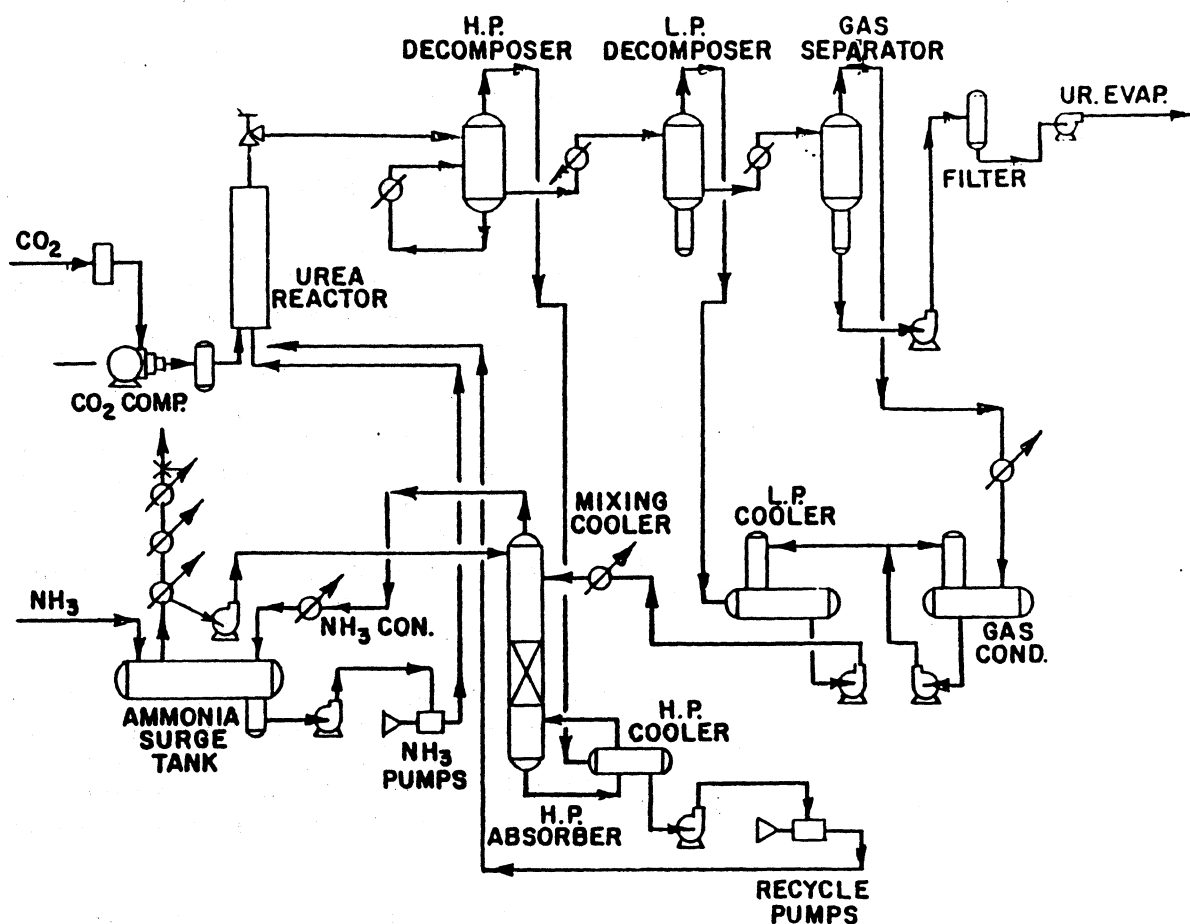 H.P.
DECOMPOSER
L.P.
DECOMPOSER
GAS
SEPARATOR
UR. EVAP.
FILTER
CO₂
UREA
REACTOR
CO₂ COMP.
MIXING
COOLER
L.P.
COOLER
NH₃
NH₃ CON.
GAS
COND.
AMMONIA
SURGE
TANK
NH₃
PUMPS
H.P.
COOLER
H.P.
ABSORBER
RECYCLE
PUMPS